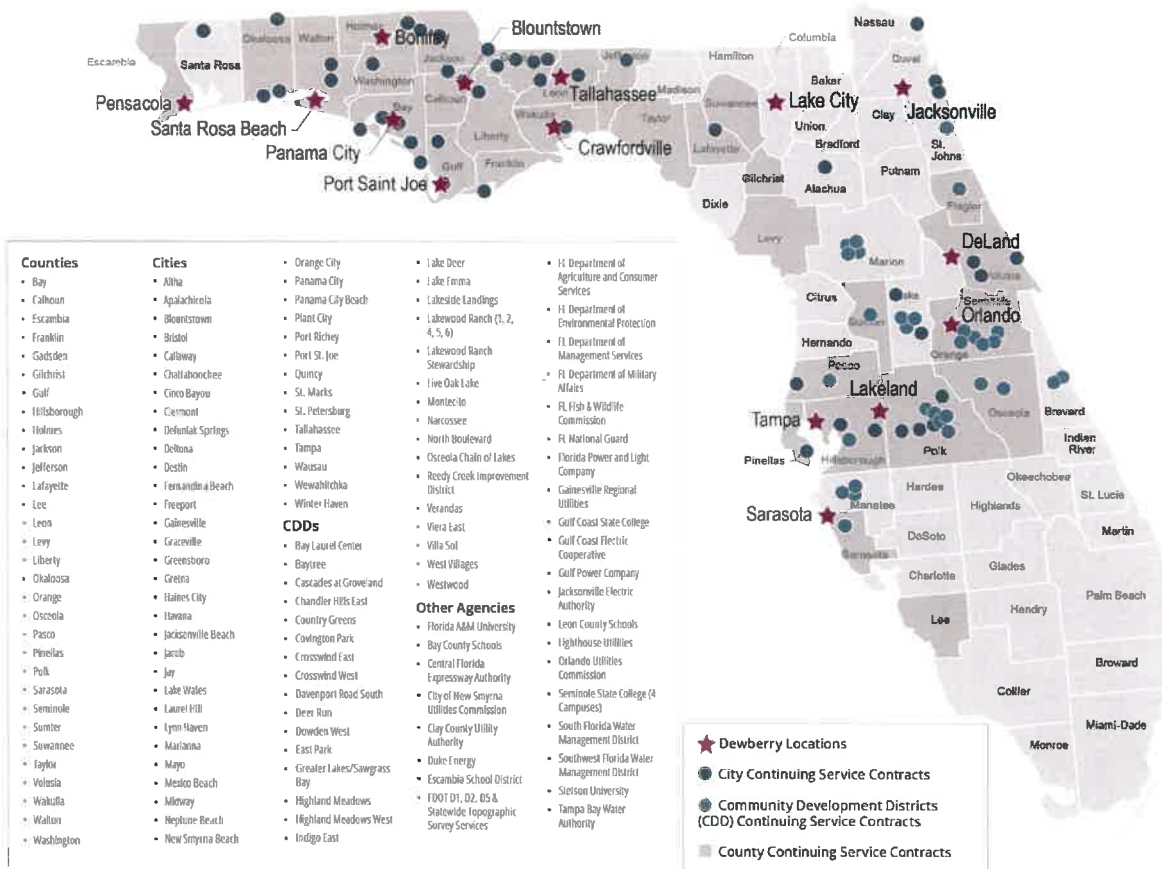 Nassau
Columbia
Blountstown
Holmes
Bonifay
Okaloosa
Walton
Jackson
Hamilton
Duval
Escambia
Santa Rosa
Washington
Baker
Pensacola
Calhoun
Leon
Tallahassee
Madison
Suwannee
Lake City
Clay
Jacksonville
Santa Rosa Beach
Bay
Wakulla
Taylor
Union
Bradford
Panama City
Liberty
Crawfordville
Lafayette
St.
Johns
Port Saint Joe
Gulf
Franklin
Gilchrist
Alachua
Putnam
Dixie
Flagler
Levy
Marion
DeLand
Volusia
Citrus
Lake
Seminole
Sumter
Orlando
Hernando
Orange
Pasco
Lakeland
Tampa
Osceola
Brevard
Pinellas
Hillsborough
Polk
Indian
River
Sarasota
Manatee
Hardee
Okeechobee
Highlands
St. Lucie
DeSoto
Martin
Sarasota
Charlotte
Glades
Lee
Hendry
Palm Beach
Broward
Collier
Miami-Dade
Monroe
Counties
• Bay
• Calhoun
• Escambia
• Franklin
• Gadsden
• Gilchrist
• Gulf
• Hillsborough
• Holmes
• Jackson
• Jefferson
• Lafayette
• Lee
• Leon
• Levy
• Liberty
• Okaloosa
• Orange
• Osceola
• Pasco
• Pinellas
• Polk
• Sarasota
• Seminole
• Sumter
• Suwannee
• Taylor
• Volusia
• Wakulla
• Walton
• Washington
Cities
• Altha
• Apalachicola
• Blountstown
• Bristol
• Callaway
• Chattahoochee
• Cinco Bayou
• Clermont
• Defuniak Springs
• Deltona
• Destin
• Fernandina Beach
• Freeport
• Gainesville
• Graceville
• Greensboro
• Gretna
• Haines City
• Havana
• Jacksonville Beach
• Jacob
• Jay
• Lake Wales
• Laurel Hill
• Lynn Haven
• Marianna
• Mayo
• Mexico Beach
• Midway
• Neptune Beach
• New Smyrna Beach
• Orange City
• Panama City
• Panama City Beach
• Plant City
• Port Richey
• Port St. Joe
• Quincy
• St. Marks
• St. Petersburg
• Tallahassee
• Tampa
• Wausau
• Wewahitchka
• Winter Haven
CDDs
• Bay Laurel Center
• Baytree
• Cascades at Groveland
• Chandler Hills East
• Country Greens
• Covington Park
• Crosswind East
• Crosswind West
• Davenport Road South
• Deer Run
• Dowden West
• East Park
• Greater Lakes/Sawgrass
Bay
• Highland Meadows
• Highland Meadows West
• Indigo East
• Lake Deer
• Lake Emma
• Lakeside Landings
• Lakewood Ranch (1, 2,
4, 5, 6)
• Lakewood Ranch
Stewardship
• Live Oak Lake
• Montecito
• Narcossee
• North Boulevard
• Osceola Chain of Lakes
• Reedy Creek Improvement
District
• Verandas
• Viera East
• Villa Sol
• West Villages
• Westwood
Other Agencies
• Florida A&M University
• Bay County Schools
• Central Florida
Expressway Authority
• City of New Smyrna
Utilities Commission
• Clay County Utility
Authority
• Duke Energy
• Escambia School District
• FDOT D1, D2, D5 &
Statewide Topographic
Survey Services
• FL Department of
Agriculture and Consumer
Services
• FL Department of
Environmental Protection
• FL Department of
Management Services
• FL Department of Military
Affairs
• FL Fish & Wildlife
Commission
• FL National Guard
• Florida Power and Light
Company
• Gainesville Regional
Utilities
• Gulf Coast State College
• Gulf Coast Electric
Cooperative
• Gulf Power Company
• Jacksonville Electric
Authority
• Leon County Schools
• Lighthouse Utilities
• Orlando Utilities
Commission
• Seminole State College (4
Campuses)
• South Florida Water
Management District
• Southwest Florida Water
Management District
• Stetson University
• Tampa Bay Water
Authority
Dewberry Locations
City Continuing Service Contracts
Community Development Districts
(CDD) Continuing Service Contracts
County Continuing Service Contracts